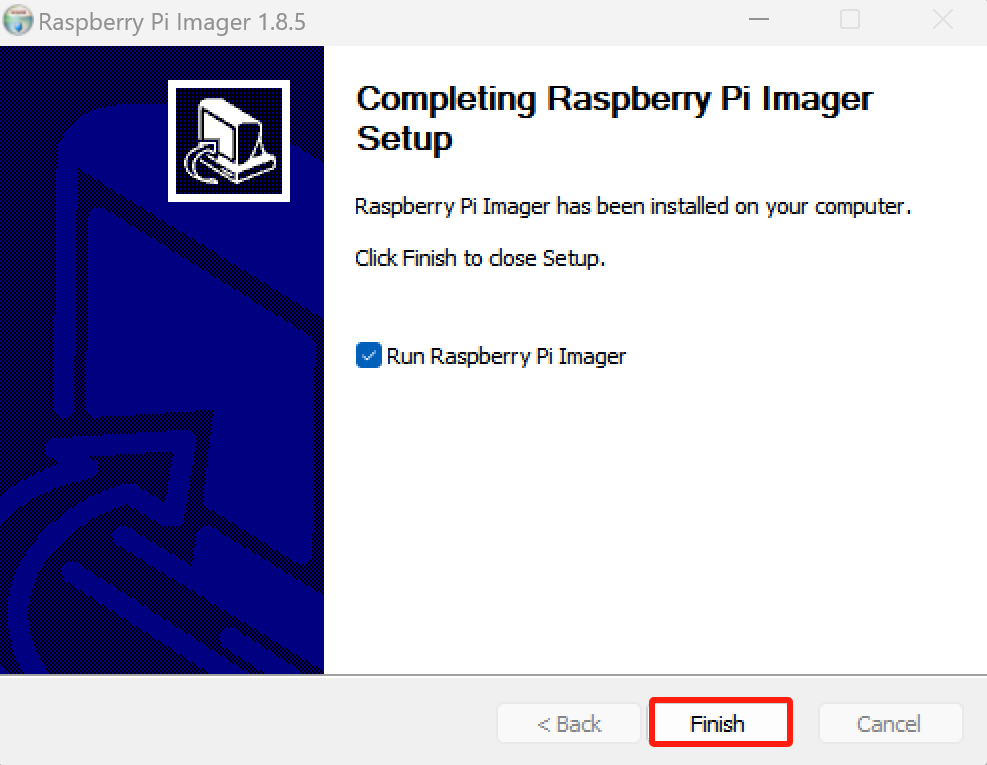 Raspberry Pi Imager 1.8.5
Completing Raspberry Pi Imager
Setup
Raspberry Pi Imager has been installed on your computer.
Click Finish to close Setup.
Run Raspberry Pi Imager
< Back
Finish
Cancel